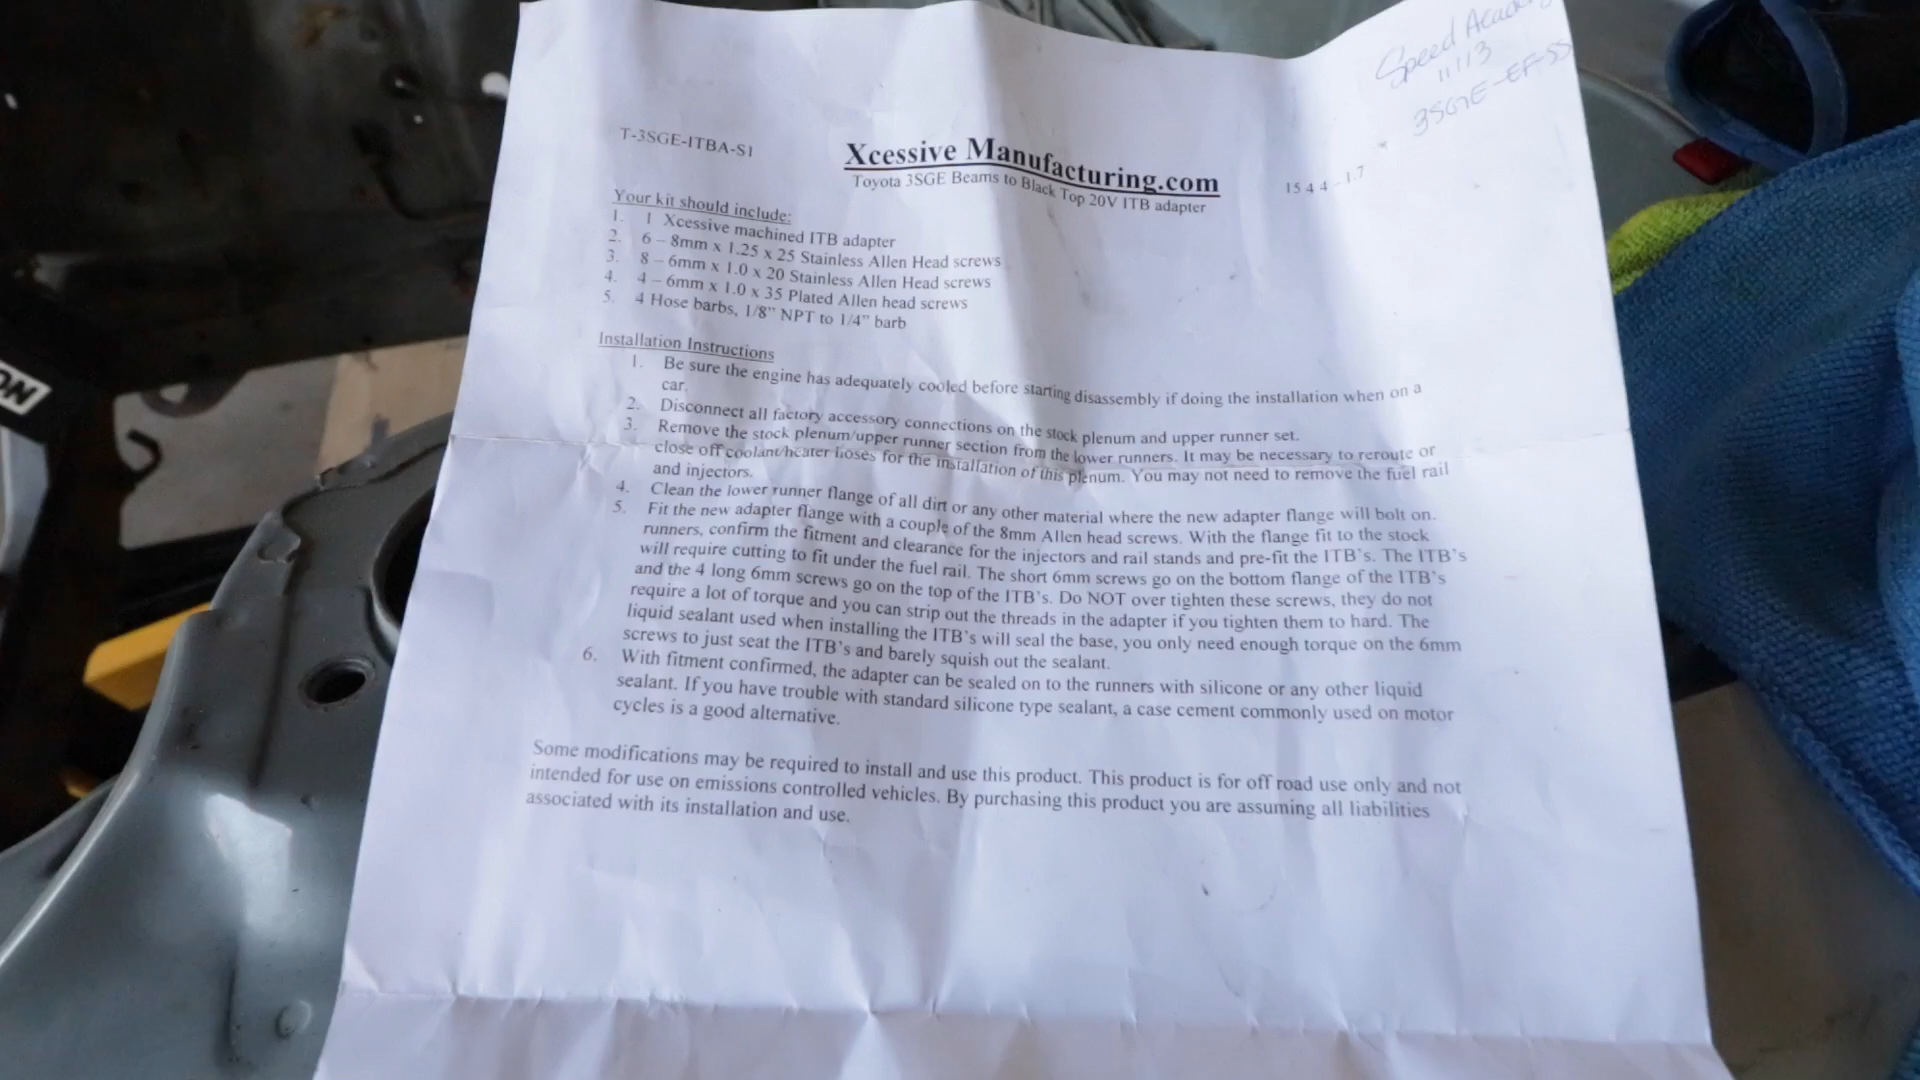 Speed Academy
11113
3SGE-EF-SS
T-3SGE-ITBA-S1
Xcessive Manufacturing.com
1544-17
Toyota 3SGE Beams to Black Top 20V ITB adapter
Your kit should include:
1. 1 Xcessive machined ITB adapter
2. 6 – 8mm x 1.25 x 25 Stainless Allen Head screws
3. 8 – 6mm x 1.0 x 20 Stainless Allen Head screws
4. 4 – 6mm x 1.0 x 35 Plated Allen head screws
5. 4 Hose barbs, 1/8" NPT to 1/4" barb
Installation Instructions
1. Be sure the engine has adequately cooled before starting disassembly if doing the installation when on a
car.
2. Disconnect all factory accessory connections on the stock plenum and upper runner set.
3. Remove the stock plenum/upper runner section from the lower runners. It may be necessary to reroute or
close off coolant/heater hoses for the installation of this plenum. You may not need to remove the fuel rail
and injectors.
4. Clean the lower runner flange of all dirt or any other material where the new adapter flange will bolt on.
5. Fit the new adapter flange with a couple of the 8mm Allen head screws. With the flange fit to the stock
runners, confirm the fitment and clearance for the injectors and rail stands and pre-fit the ITB's. The ITB's
will require cutting to fit under the fuel rail. The short 6mm screws go on the bottom flange of the ITB's
and the 4 long 6mm screws go on the top of the ITB's. Do NOT over tighten these screws, they do not
require a lot of torque and you can strip out the threads in the adapter if you tighten them to hard. The
liquid sealant used when installing the ITB's will seal the base, you only need enough torque on the 6mm
screws to just seat the ITB's and barely squish out the sealant.
6. With fitment confirmed, the adapter can be sealed on to the runners with silicone or any other liquid
sealant. If you have trouble with standard silicone type sealant, a case cement commonly used on motor
cycles is a good alternative.
Some modifications may be required to install and use this product. This product is for off road use only and not
intended for use on emissions controlled vehicles. By purchasing this product you are assuming all liabilities
associated with its installation and use.
ON